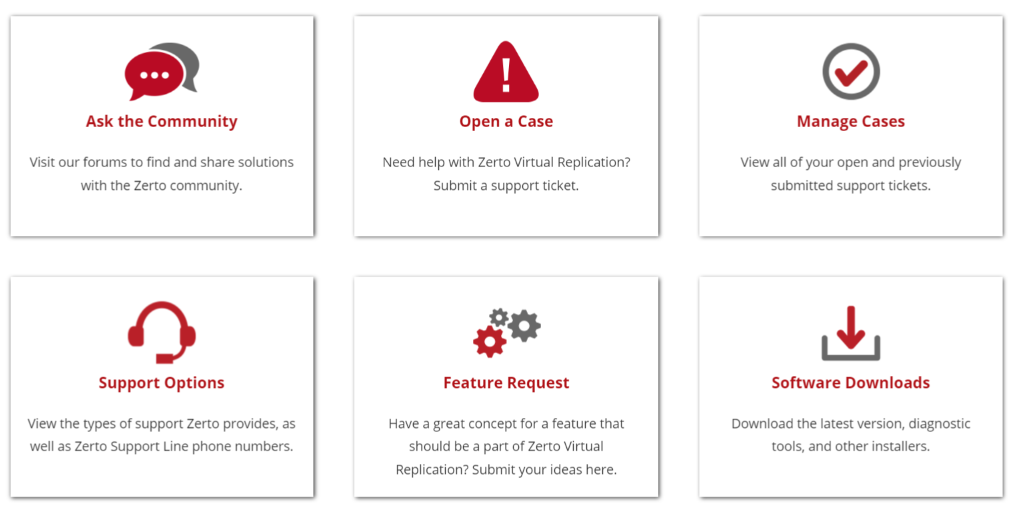 Ask the Community
Visit our forums to find and share solutions
with the Zerto community.
Open a Case
Need help with Zerto Virtual Replication?
Submit a support ticket.
Manage Cases
View all of your open and previously
submitted support tickets.
Support Options
View the types of support Zerto provides, as
well as Zerto Support Line phone numbers.
Feature Request
Have a great concept for a feature that
should be a part of Zerto Virtual
Replication? Submit your ideas here.
Software Downloads
Download the latest version, diagnostic
tools, and other installers.